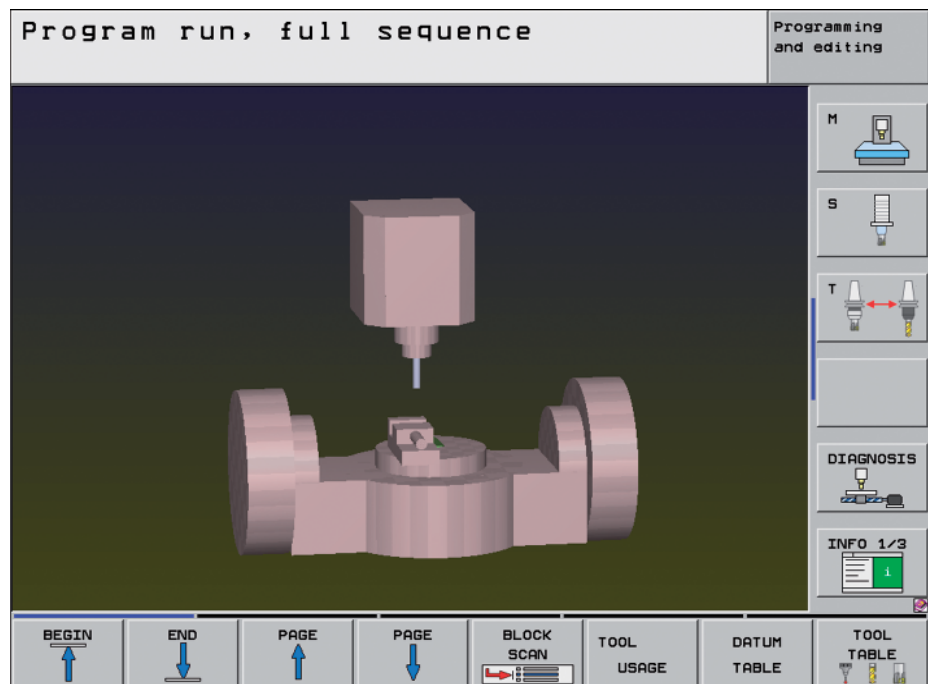 Program run, full sequence
Programming
and editing
M
S
T
DIAGNOSIS
INFO 1/3
i
BEGIN
END
PAGE
PAGE
BLOCK
SCAN
TOOL
USAGE
DATUM
TABLE
TOOL
TABLE